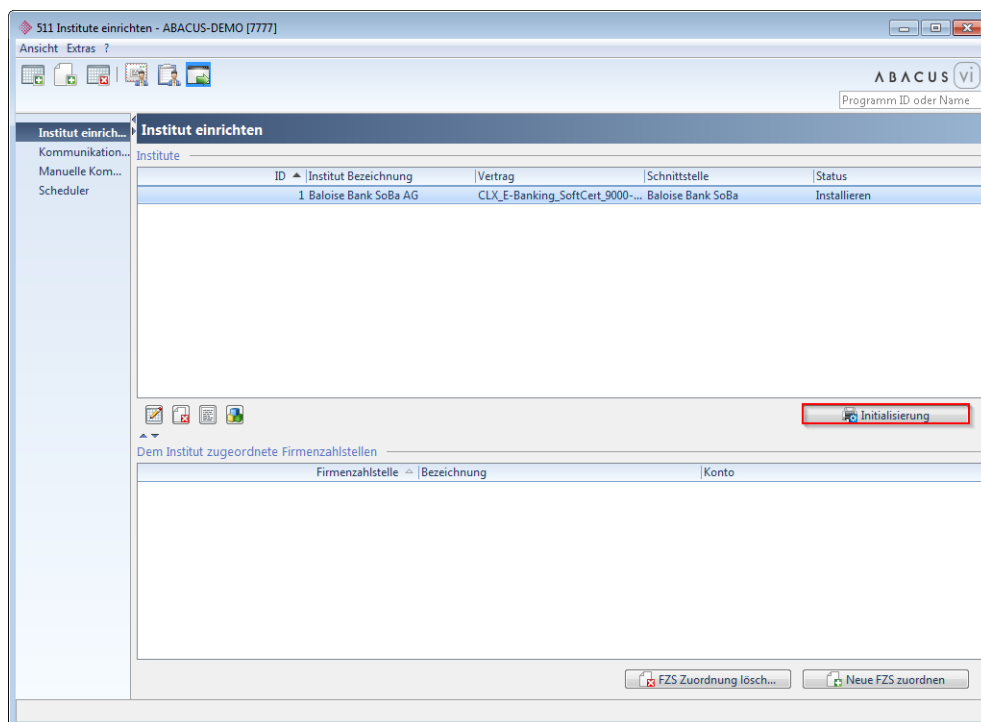 511 Institute einrichten - ABACUS-DEMO [7777]
Ansicht Extras ?
ABACUS vi
Programm ID oder Name
Institut einrich...
Kommunikation...
Manuelle Kom...
Scheduler
Institut einrichten
Institute
ID Institut Bezeichnung Vertrag Schnittstelle Status
1 Baloise Bank SoBa AG CLX_E-Banking_SoftCert_9000-... Baloise Bank SoBa Installieren
Initialisierung
Dem Institut zugeordnete Firmenzahlstellen
Firmenzahlstelle Bezeichnung Konto
FZS Zuordnung lösch... Neue FZS zuordnen